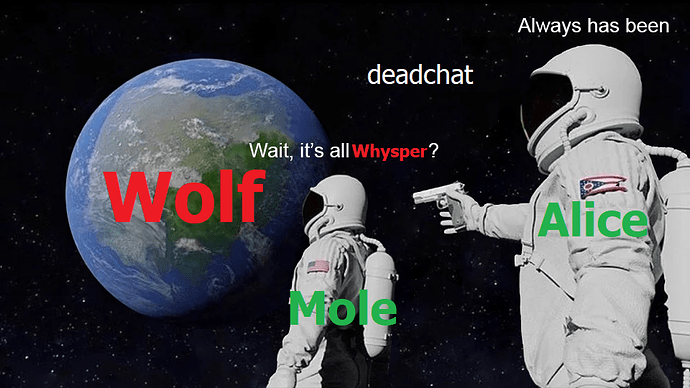 Always has been
deadchat
Wait, it's all Whysper?
Wolf
Alice
Mole